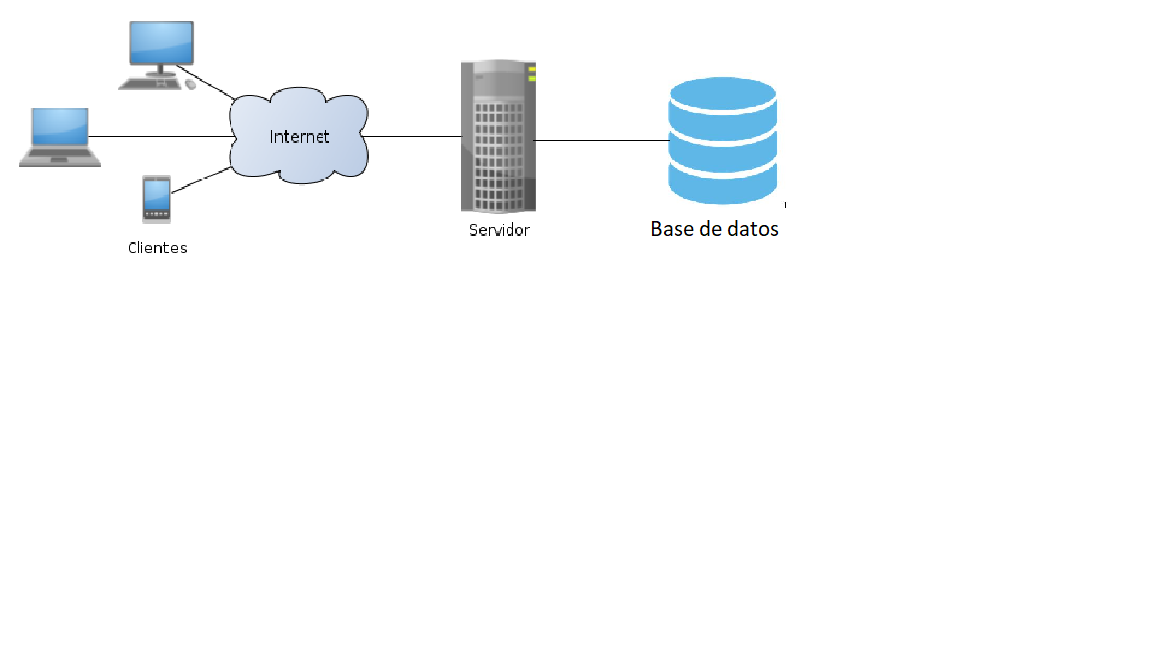 Internet
Clientes
Servidor
Base de datos